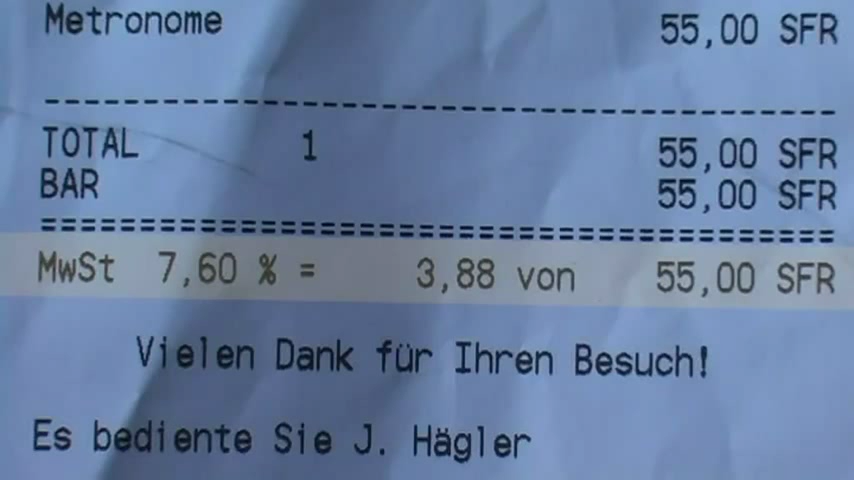 Metronome 55,00 SFR
----------------------------------------
TOTAL 1 55,00 SFR
BAR 55,00 SFR
========================================
MwSt 7,60 % = 3,88 von 55,00 SFR
Vielen Dank für Ihren Besuch!
Es bediente Sie J. Hägler